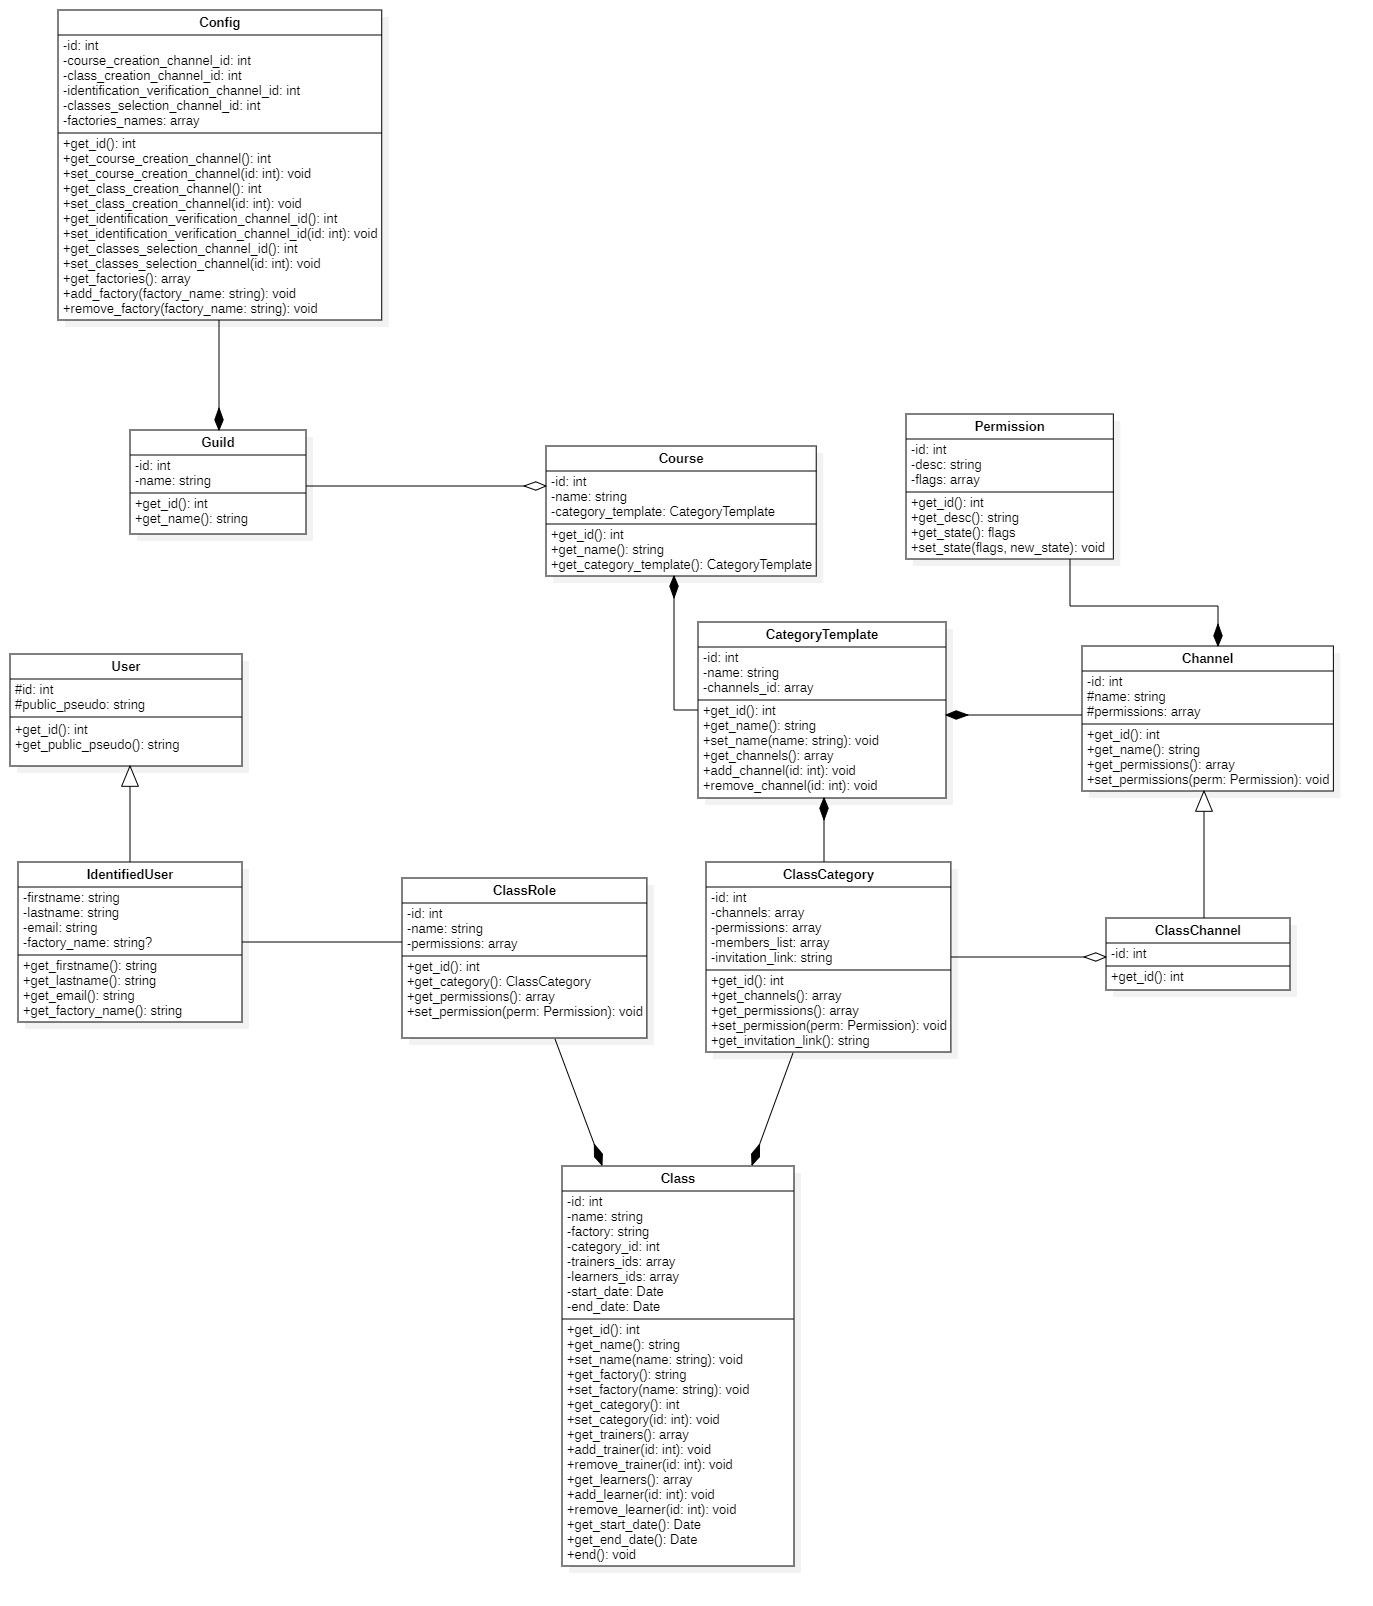 Config
-id: int
-course_creation_channel_id: int
-class_creation_channel_id: int
-identification_verification_channel_id: int
-classes_selection_channel_id: int
-factories_names: array
+get_id(): int
+get_course_creation_channel(): int
+set_course_creation_channel(id: int): void
+get_class_creation_channel(): int
+set_class_creation_channel(id: int): void
+get_identification_verification_channel_id(): int
+set_identification_verification_channel_id(id: int): void
+get_classes_selection_channel_id(): int
+set_classes_selection_channel(id: int): void
+get_factories(): array
+add_factory(factory_name: string): void
+remove_factory(factory_name: string): void
Guild
-id: int
-name: string
+get_id(): int
+get_name(): string
Course
-id: int
-name: string
-category_template: CategoryTemplate
+get_id(): int
+get_name(): string
+get_category_template(): CategoryTemplate
Permission
-id: int
-desc: string
-flags: array
+get_id(): int
+get_desc(): string
+get_state(): flags
+set_state(flags, new_state): void
CategoryTemplate
-id: int
-name: string
-channels_id: array
+get_id(): int
+get_name(): string
+set_name(name: string): void
+get_channels(): array
+add_channel(id: int): void
+remove_channel(id: int): void
Channel
-id: int
#name: string
#permissions: array
+get_id(): int
+get_name(): string
+get_permissions(): array
+set_permissions(perm: Permission): void
User
#id: int
#public_pseudo: string
+get_id(): int
+get_public_pseudo(): string
IdentifiedUser
-firstname: string
-lastname: string
-email: string
-factory_name: string?
+get_firstname(): string
+get_lastname(): string
+get_email(): string
+get_factory_name(): string
ClassRole
-id: int
-name: string
-permissions: array
+get_id(): int
+get_category(): ClassCategory
+get_permissions(): array
+set_permission(perm: Permission): void
ClassCategory
-id: int
-channels: array
-permissions: array
-members_list: array
-invitation_link: string
+get_id(): int
+get_channels(): array
+get_permissions(): array
+set_permission(perm: Permission): void
+get_invitation_link(): string
ClassChannel
-id: int
+get_id(): int
Class
-id: int
-name: string
-factory: string
-category_id: int
-trainers_ids: array
-learners_ids: array
-start_date: Date
-end_date: Date
+get_id(): int
+get_name(): string
+set_name(name: string): void
+get_factory(): string
+set_factory(name: string): void
+get_category(): int
+set_category(id: int): void
+get_trainers(): array
+add_trainer(id: int): void
+remove_trainer(id: int): void
+get_learners(): array
+add_learner(id: int): void
+remove_learner(id: int): void
+get_start_date(): Date
+get_end_date(): Date
+end(): void